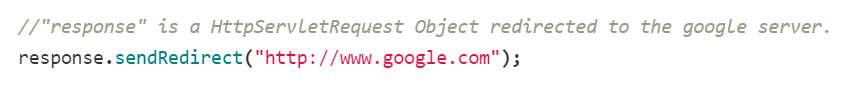 //"response" is a HttpServletRequest Object redirected to the google server.
response.sendRedirect("http://www.google.com");